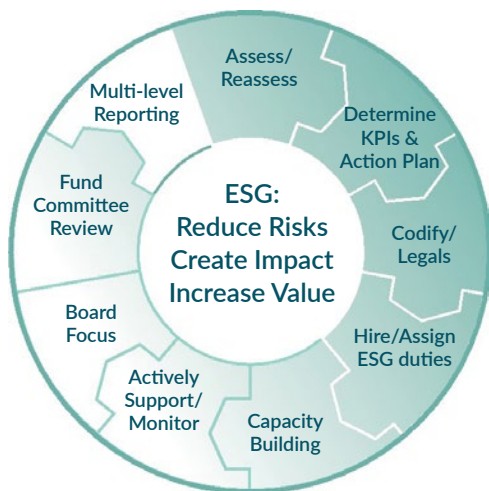 Assess/
Reassess
Determine
KPIs &
Action Plan
Codify/
Legals
Hire/Assign
ESG duties
Capacity
Building
Actively
Support/
Monitor
Board
Focus
Fund
Committee
Review
Multi-level
Reporting
ESG:
Reduce Risks
Create Impact
Increase Value